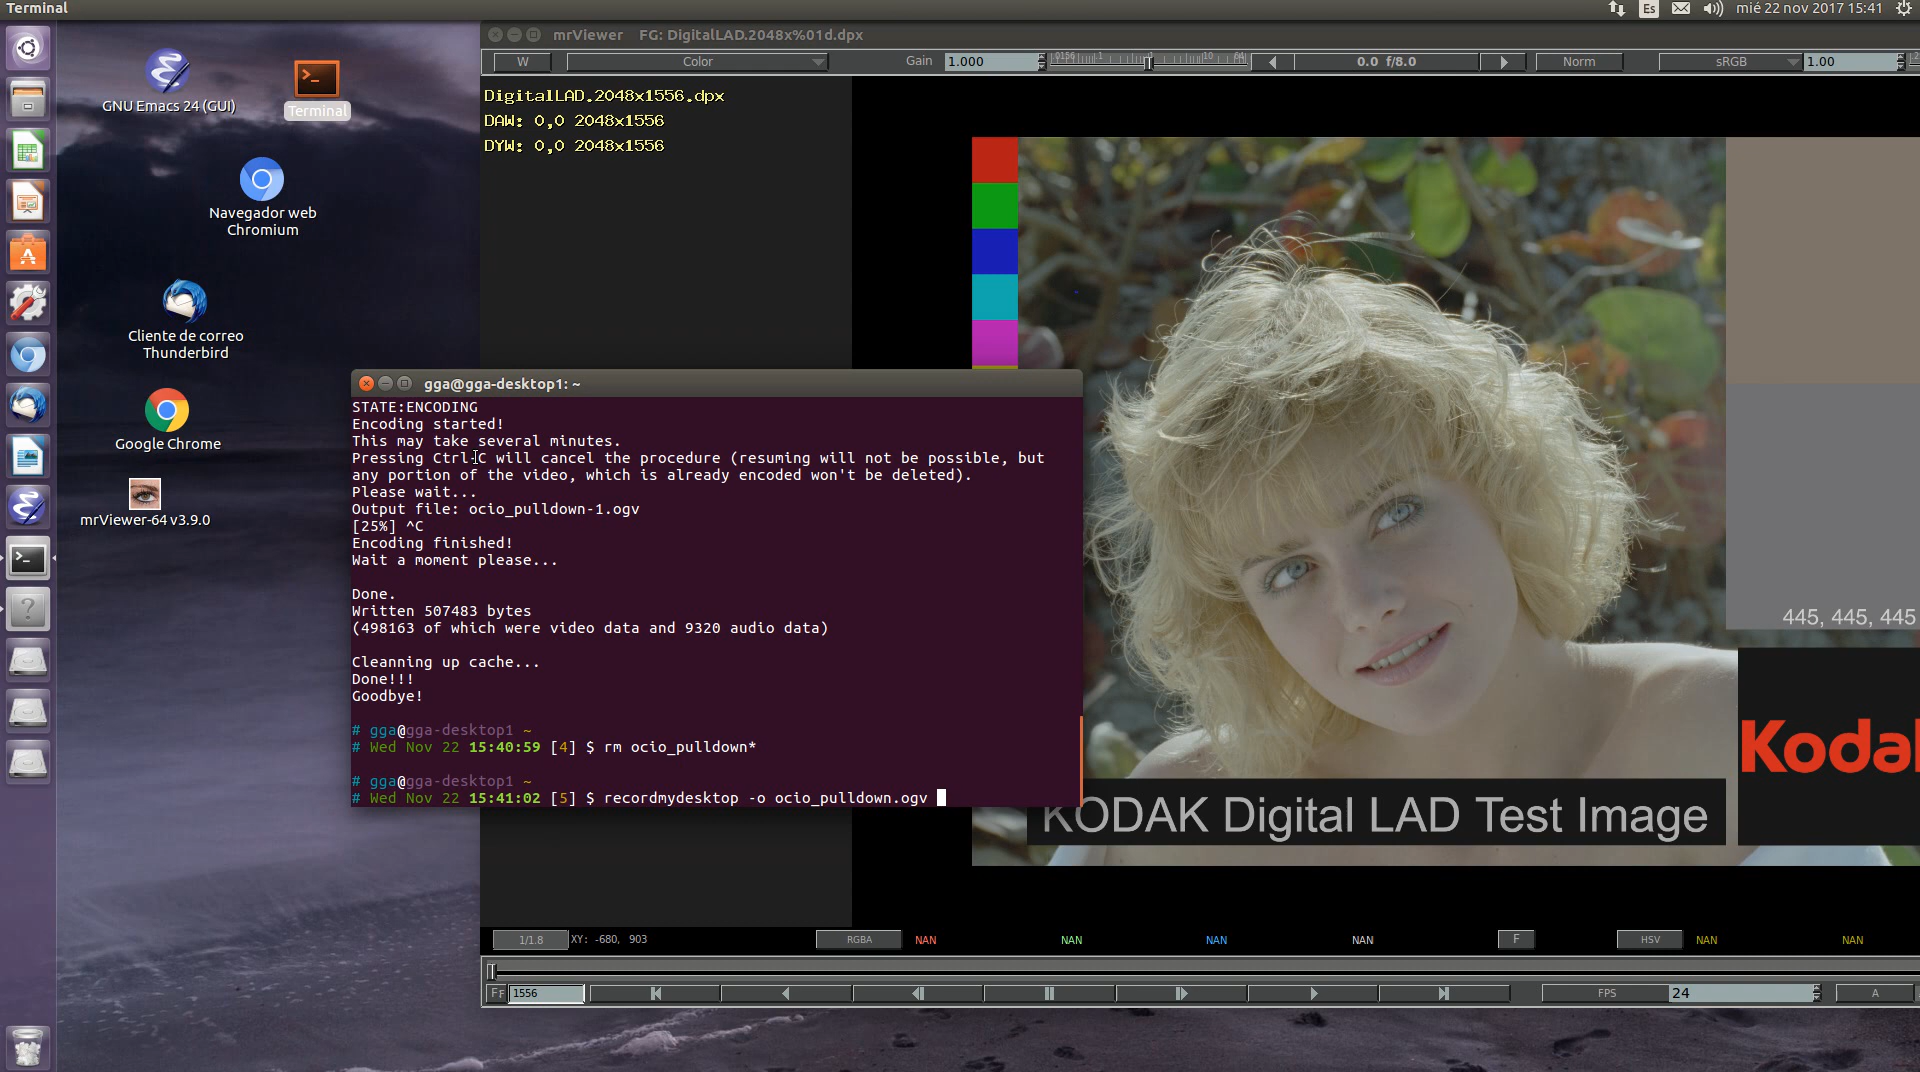 Terminal
Es
mié 22 nov 2017 15:41
mrViewer FG: DigitalLAD.2048x%01d.dpx
W
Color
Gain
1.000
0.0 f/8.0
Norm
sRGB
1.00
DigitalLAD.2048x1556.dpx
DAW: 0,0 2048x1556
DYW: 0,0 2048x1556
GNU Emacs 24 (GUI)
Terminal
Navegador web
Chromium
Cliente de correo
Thunderbird
Google Chrome
mrViewer-64 v3.9.0
gga@gga-desktop1: ~
STATE:ENCODING
Encoding started!
This may take several minutes.
Pressing Ctrl-C will cancel the procedure (resuming will not be possible, but
any portion of the video, which is already encoded won't be deleted).
Please wait...
Output file: ocio_pulldown-1.ogv
[25%] ^C
Encoding finished!
Wait a moment please...
Done.
Written 507483 bytes
(498163 of which were video data and 9320 audio data)
Cleanning up cache...
Done!!!
Goodbye!
# gga@gga-desktop1 ~
# Wed Nov 22 15:40:59 [4] $ rm ocio_pulldown*
# gga@gga-desktop1 ~
# Wed Nov 22 15:41:02 [5] $ recordmydesktop -o ocio_pulldown.ogv
445, 445, 445
Kodak
KODAK Digital LAD Test Image
1/1.8
XY: -680, 903
RGBA
NAN
NAN
NAN
NAN
F
HSV
NAN
NAN
Ff
1556
FPS
24
A